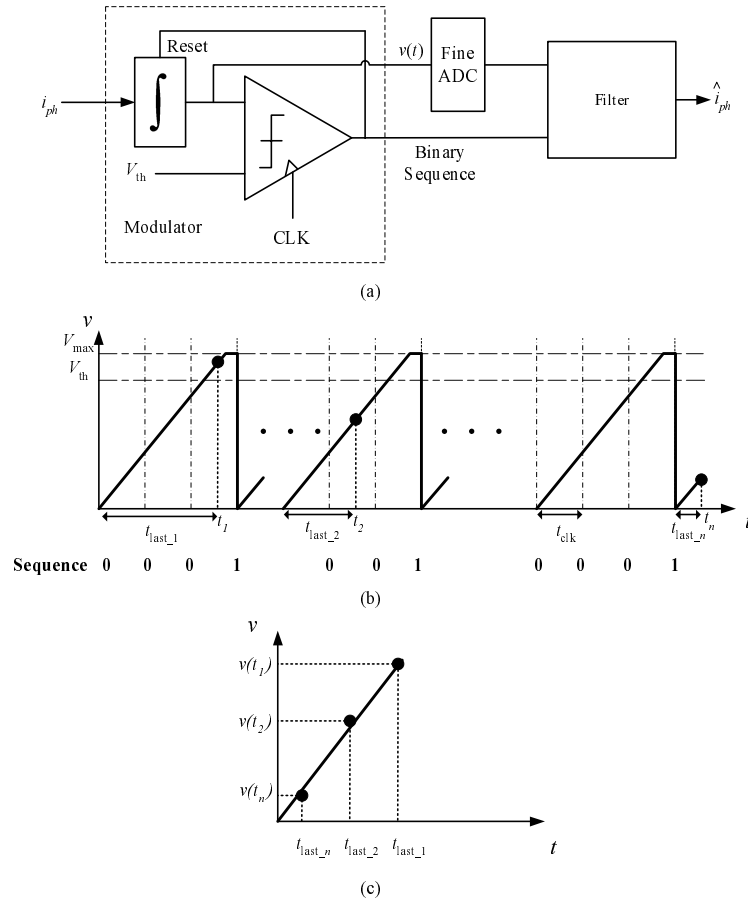 Reset
v(t)
Fine
ADC
Filter
i_ph
î_ph
∫
V_th
Binary
Sequence
Modulator
CLK
(a)
v
V_max
V_th
t_last_1
t_1
t_last_2
t_2
t_clk
t_last_n
t_n
t
Sequence 0 0 0 1 0 0 1 0 0 0 1
(b)
v
v(t_1)
v(t_2)
v(t_n)
t_last_n
t_last_2
t_last_1
t
(c)